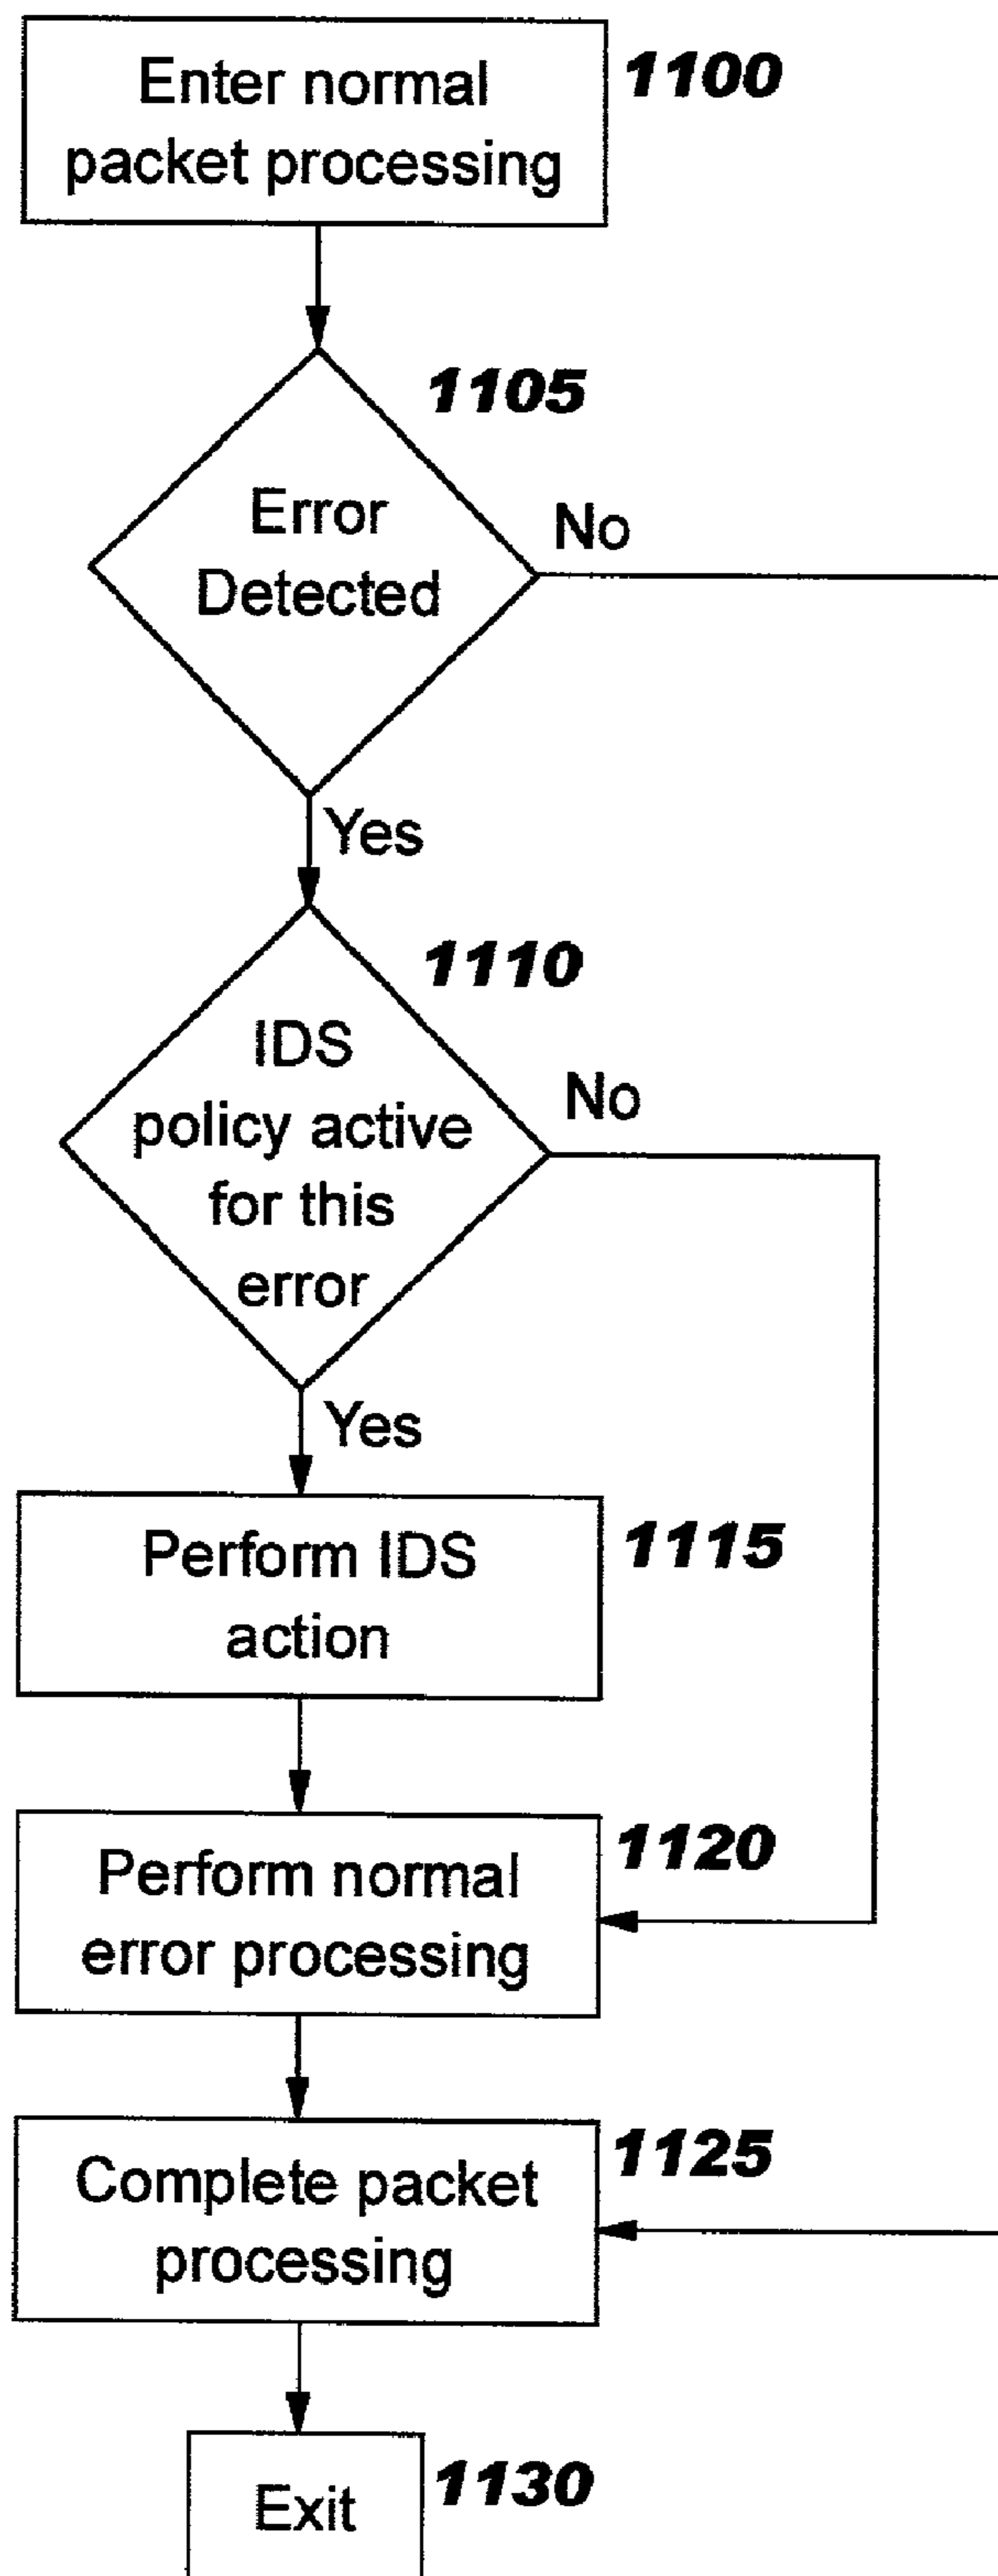 Enter normal
packet processing
1100
1105
Error
Detected
No
Yes
1110
IDS
policy active
for this
error
No
Yes
Perform IDS
action
1115
Perform normal
error processing
1120
Complete packet
processing
1125
Exit
1130